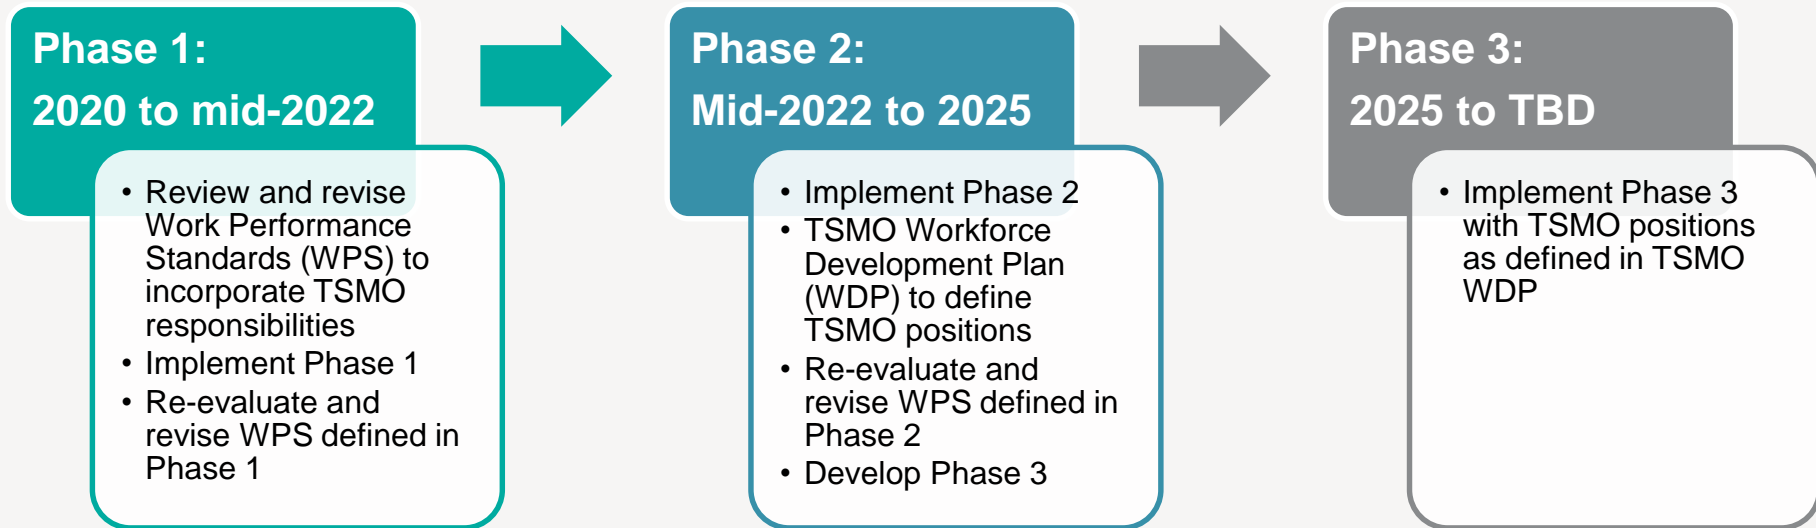 Phase 1:
2020 to mid-2022
• Review and revise
Work Performance
Standards (WPS) to
incorporate TSMO
responsibilities
• Implement Phase 1
• Re-evaluate and
revise WPS defined in
Phase 1
Phase 2:
Mid-2022 to 2025
• Implement Phase 2
• TSMO Workforce
Development Plan
(WDP) to define
TSMO positions
• Re-evaluate and
revise WPS defined in
Phase 2
• Develop Phase 3
Phase 3:
2025 to TBD
• Implement Phase 3
with TSMO positions
as defined in TSMO
WDP